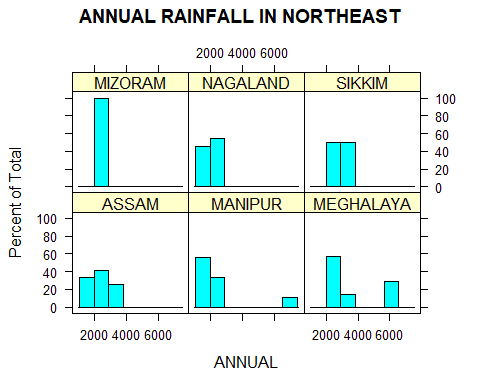 ANNUAL RAINFALL IN NORTHEAST
2000 4000 6000
MIZORAM NAGALAND SIKKIM
100
80
60
40
20
0
Percent of Total
ASSAM MANIPUR MEGHALAYA
100
80
60
40
20
0
2000 4000 6000 2000 4000 6000
ANNUAL